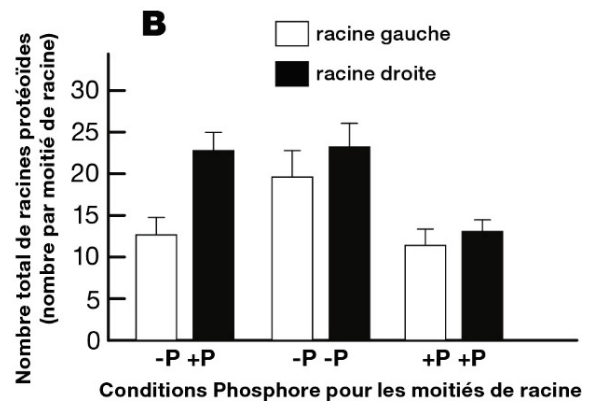 B
racine gauche
racine droite
Nombre total de racines protéoïdes
(nombre par moitié de racine)
30
25
20
15
10
5
0
-P +P
-P -P
+P +P
Conditions Phosphore pour les moitiés de racine